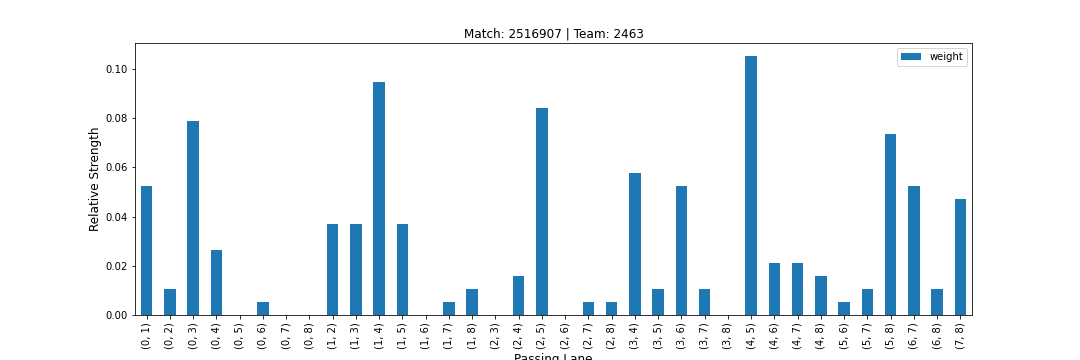 Match: 2516907 | Team: 2463
weight
Relative Strength
0.10
0.08
0.06
0.04
0.02
0.00
(0, 1) (0, 2) (0, 3) (0, 4) (0, 5) (0, 6) (0, 7) (0, 8) (1, 2) (1, 3) (1, 4) (1, 5) (1, 6) (1, 7) (1, 8) (2, 3) (2, 4) (2, 5) (2, 6) (2, 7) (2, 8) (3, 4) (3, 5) (3, 6) (3, 7) (3, 8) (4, 5) (4, 6) (4, 7) (4, 8) (5, 6) (5, 7) (5, 8) (6, 7) (6, 8) (7, 8)
Passing Lane